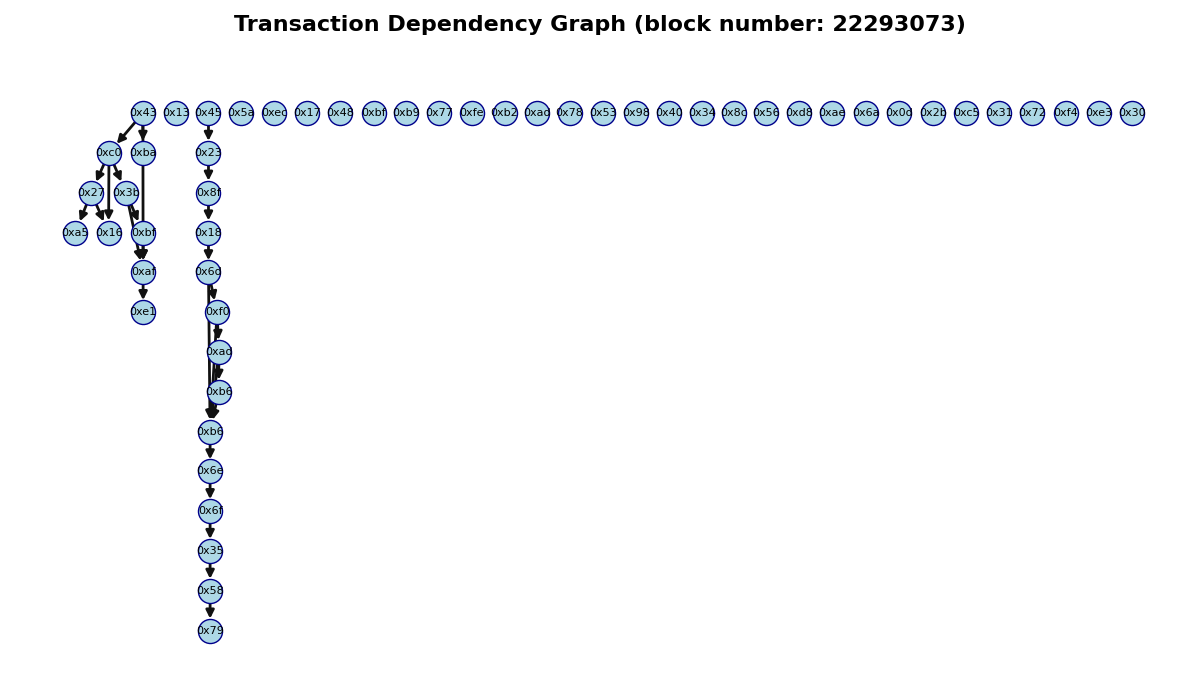 Transaction Dependency Graph (block number: 22293073)
0x43 0x13 0x45 0x5a 0xec 0x17 0x48 0xbf 0xb9 0x77 0xfe 0xb2 0xad 0x78 0x53 0x98 0x40 0x34 0x8c 0x56 0xd8 0xae 0x6a 0x0d 0x2b 0xc5 0x31 0x72 0xf4 0xe3 0x30
0xc0 0xba 0x23
0x27 0x3b 0x8f
0xa5 0x16 0xbf 0x18
0xaf 0x6d
0xe1 0xf0
0xad
0xb6
0xb6
0x6e
0x6f
0x35
0x58
0x79